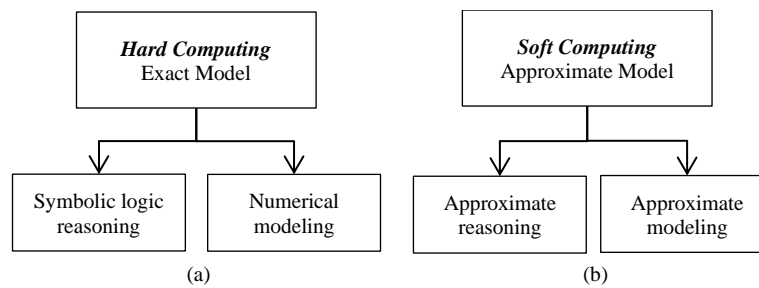 Hard Computing
Exact Model
Symbolic logic
reasoning
Numerical
modeling
(a)
Soft Computing
Approximate Model
Approximate
reasoning
Approximate
modeling
(b)